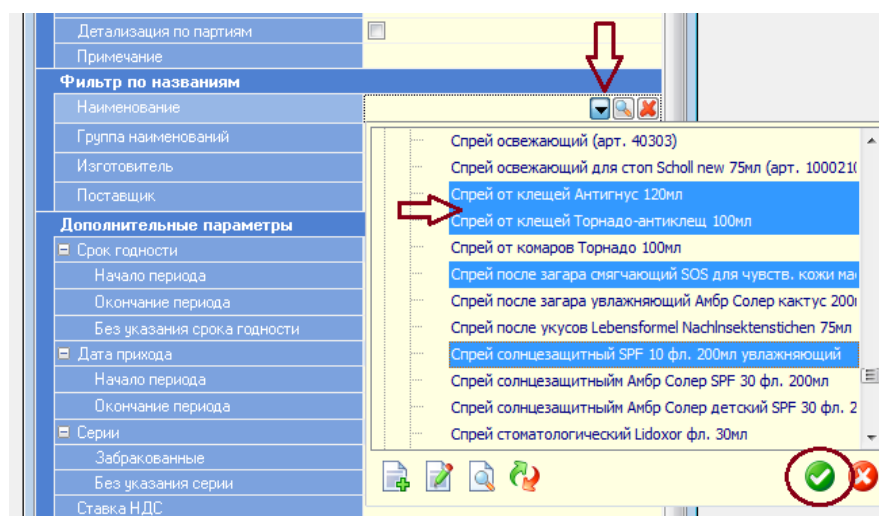 Детализация по партиям
Примечание
Фильтр по названиям
Наименование
Группа наименований
Изготовитель
Поставщик
Дополнительные параметры
Срок годности
Начало периода
Окончание периода
Без указания срока годности
Дата прихода
Начало периода
Окончание периода
Серии
Забракованные
Без указания серии
Ставка НДС
Спрей освежающий (арт. 40303)
Спрей освежающий для стоп Scholl new 75мл (арт. 100021
Спрей от клещей Антигнус 120мл
Спрей от клещей Торнадо-антиклещ 100мл
Спрей от комаров Торнадо 100мл
Спрей после загара смягчающий SOS для чувств. кожи ма
Спрей после загара увлажняющий Амбр Солер кактус 200
Спрей после укусов Lebensformel NachInsektenstichen 75мл
Спрей солнцезащитный SPF 10 фл. 200мл увлажняющий
Спрей солнцезащитныйм Амбр Солер SPF 30 фл. 200мл
Спрей солнцезащитныйм Амбр Солер детский SPF 30 фл. 2
Спрей стоматологический Lidoxor фл. 30мл